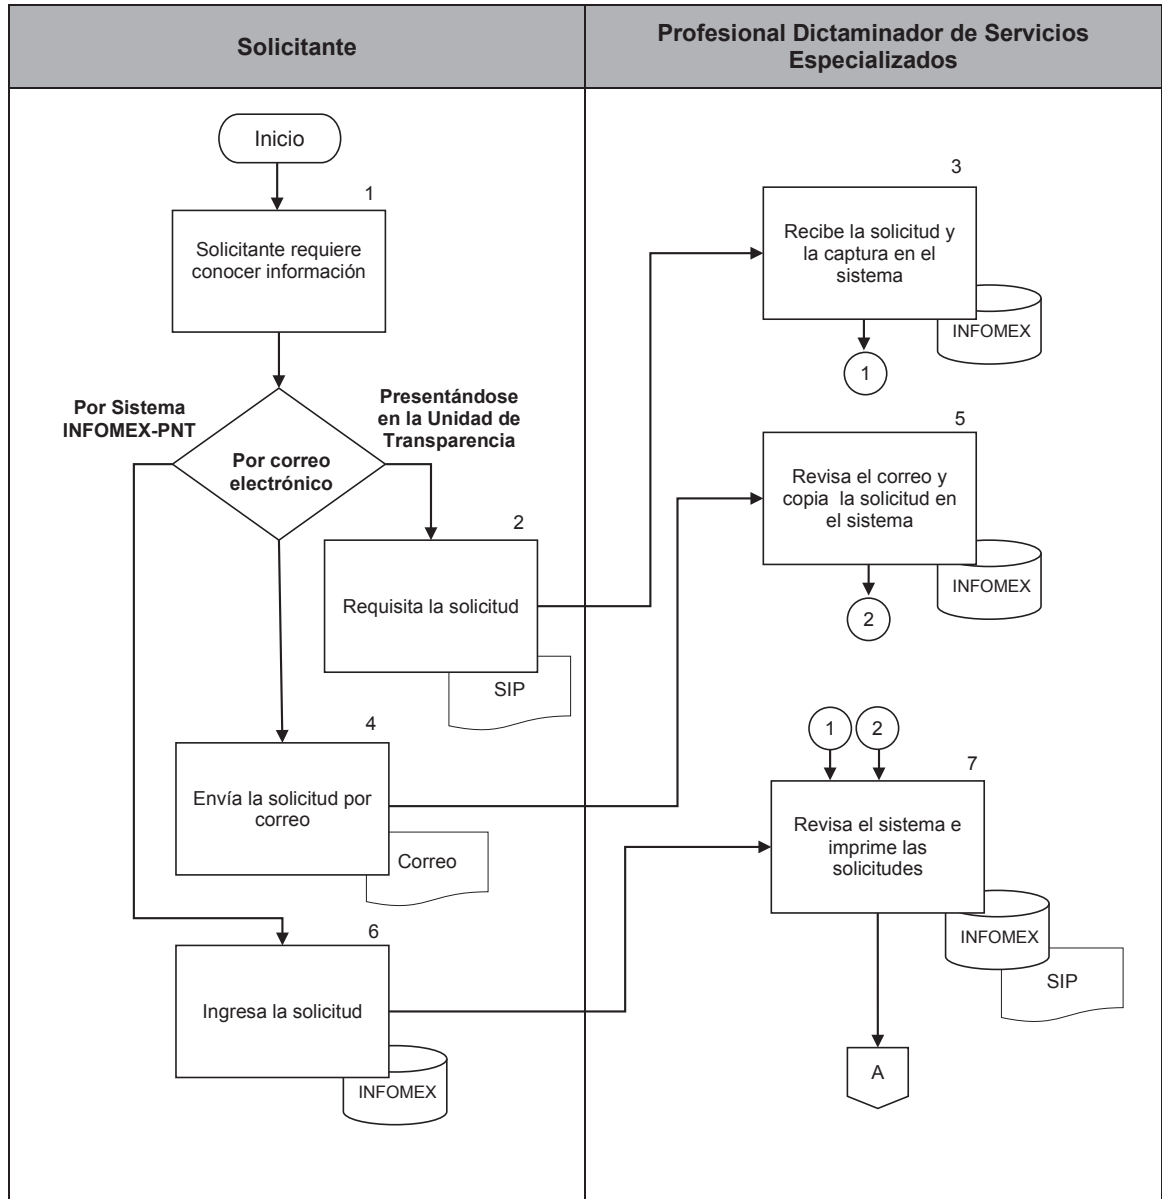 Solicitante
Profesional Dictaminador de Servicios
Especializados
Inicio
1
Solicitante requiere
conocer información
Por Sistema
INFOMEX-PNT
Por correo
electrónico
Presentándose
en la Unidad de
Transparencia
2
Requisita la solicitud
SIP
4
Envía la solicitud por
correo
Correo
6
Ingresa la solicitud
INFOMEX
3
Recibe la solicitud y
la captura en el
sistema
INFOMEX
1
5
Revisa el correo y
copia la solicitud en
el sistema
INFOMEX
2
1
2
7
Revisa el sistema e
imprime las
solicitudes
INFOMEX
SIP
A